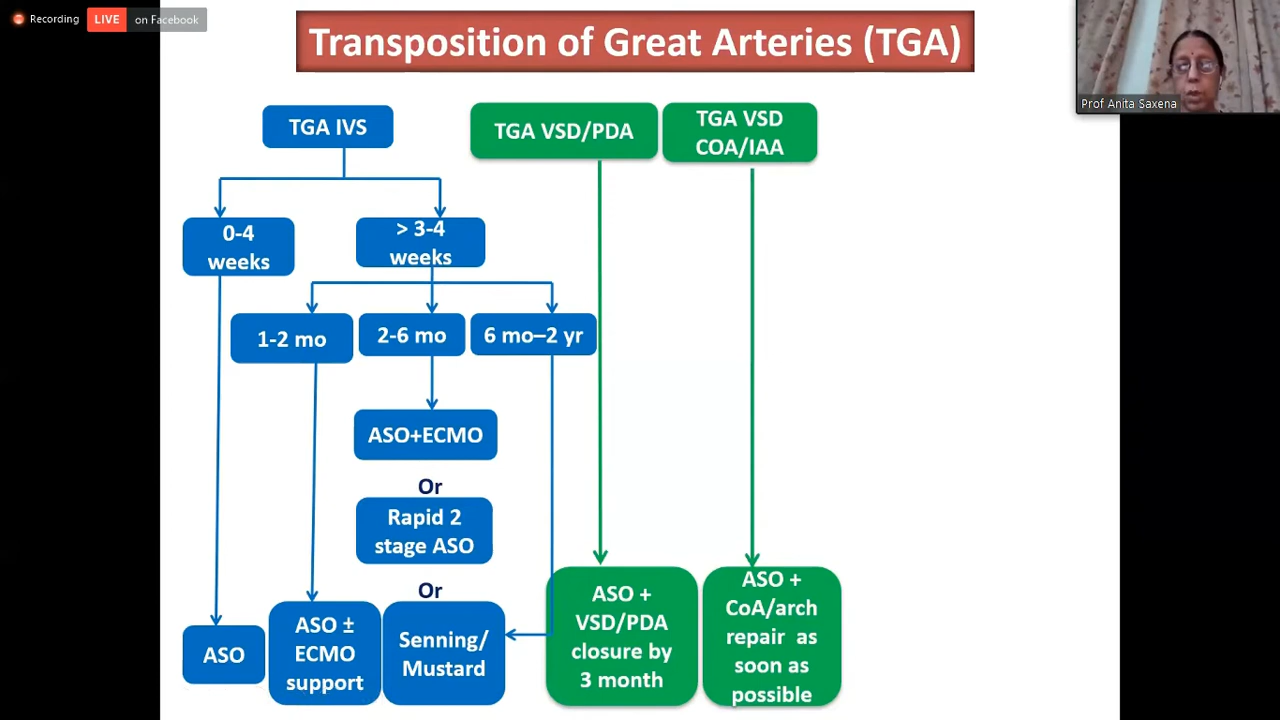 Recording
LIVE on Facebook
Transposition of Great Arteries (TGA)
Prof Anita Saxena
TGA IVS
TGA VSD/PDA
TGA VSD
COA/IAA
0-4
weeks
> 3-4
weeks
1-2 mo
2-6 mo
6 mo–2 yr
ASO+ECMO
Or
Rapid 2
stage ASO
Or
ASO
ASO ±
ECMO
support
Senning/
Mustard
ASO +
VSD/PDA
closure by
3 month
ASO +
CoA/arch
repair as
soon as
possible